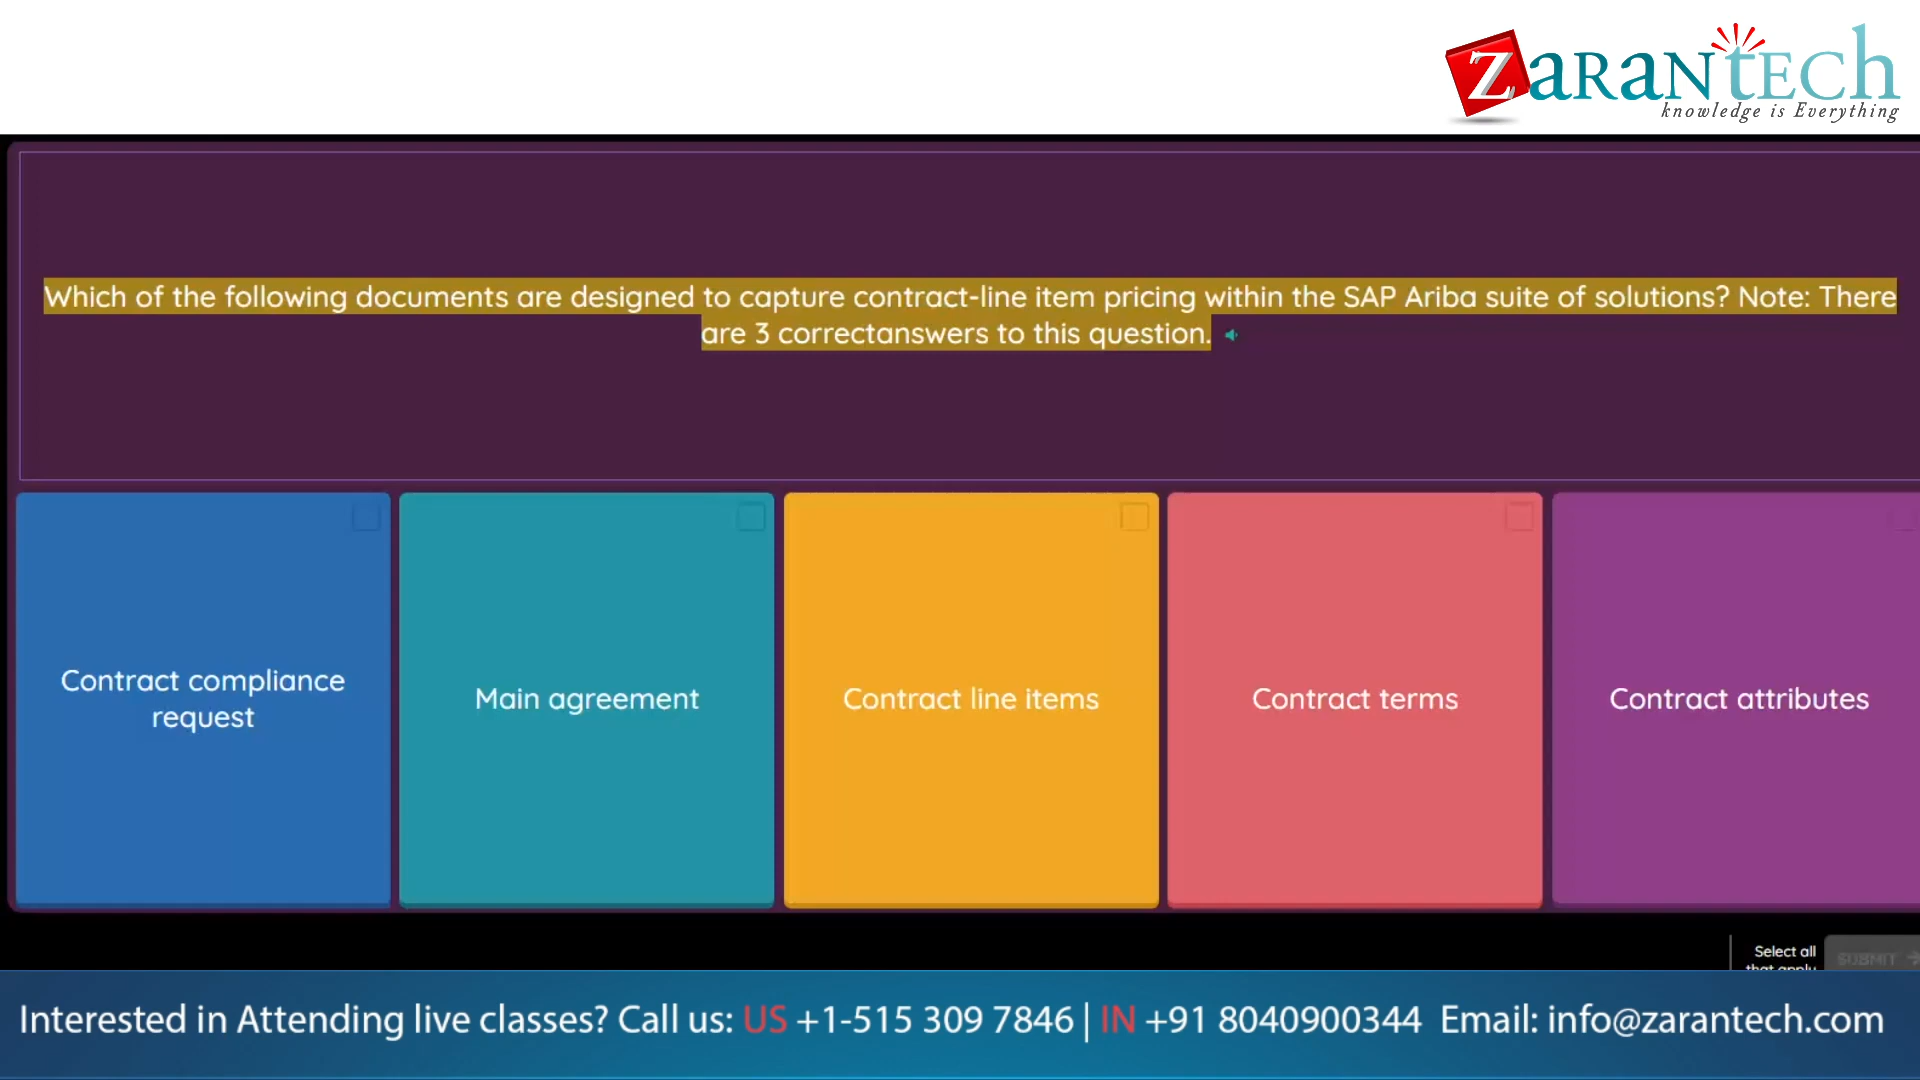 ZARANTECH
knowledge is Everything
Which of the following documents are designed to capture contract-line item pricing within the SAP Ariba suite of solutions? Note: There
are 3 correctanswers to this question.
Contract compliance
request
Main agreement
Contract line items
Contract terms
Contract attributes
Select all
that apply
SUBMIT
Interested in Attending live classes? Call us: US +1-515 309 7846 | IN +91 8040900344 Email: info@zarantech.com